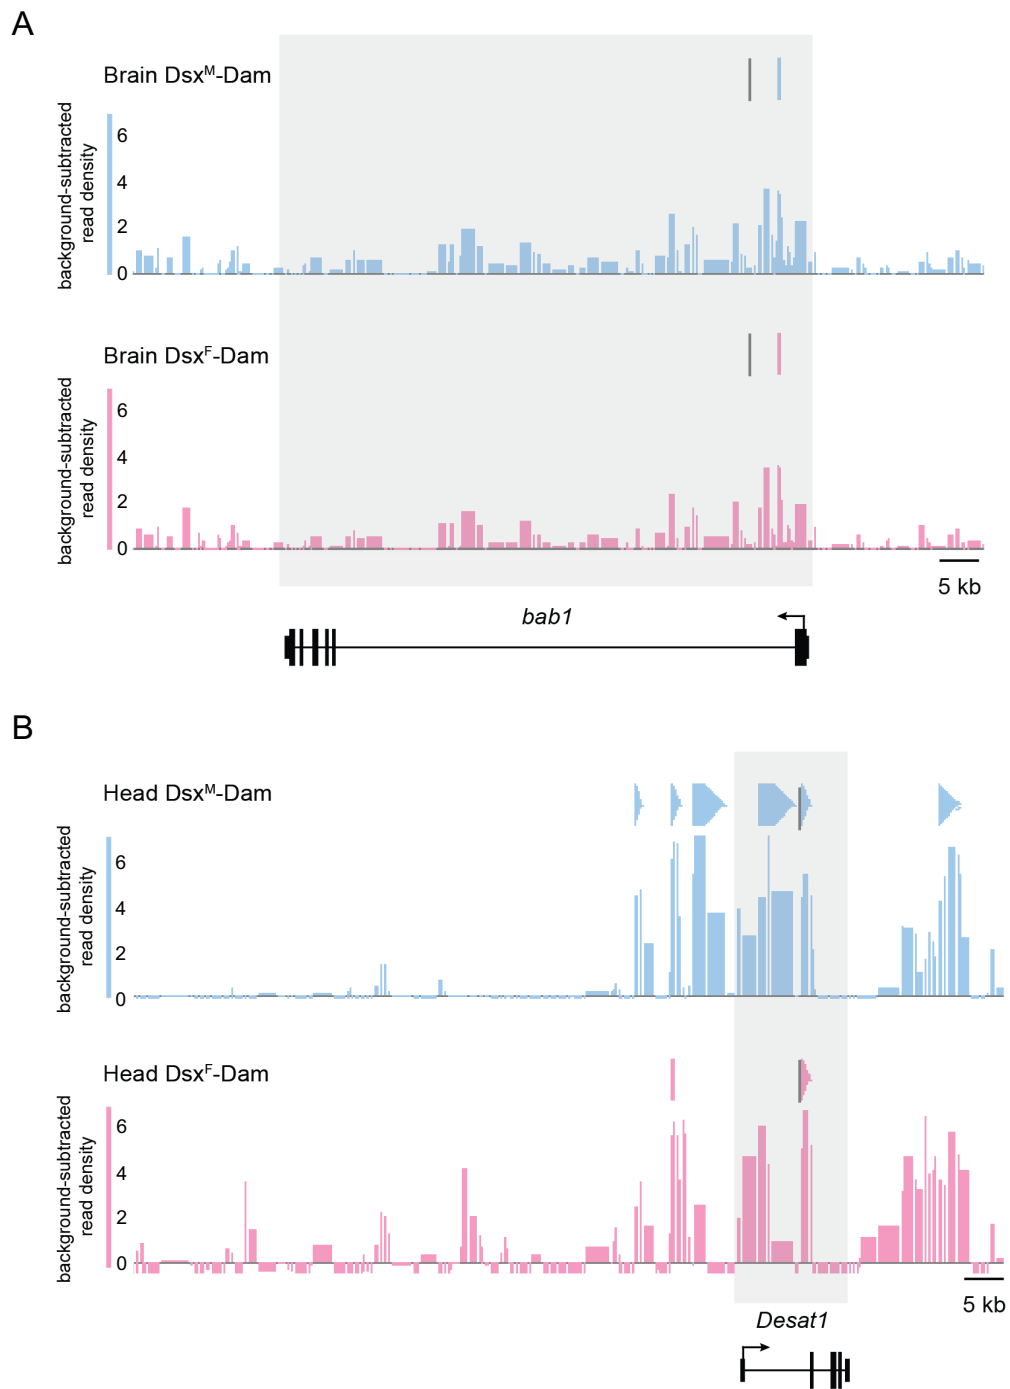 A
Brain DsxM-Dam
background-subtracted
read density
6
4
2
0
Brain DsxF-Dam
background-subtracted
read density
6
4
2
0
5 kb
bab1
B
Head DsxM-Dam
background-subtracted
read density
6
4
2
0
Head DsxF-Dam
background-subtracted
read density
6
4
2
0
5 kb
Desat1